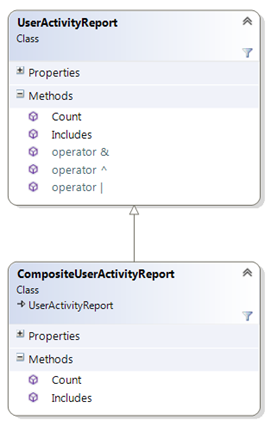 UserActivityReport
Class
Properties
Methods
Count
Includes
operator &
operator ^
operator |
CompositeUserActivityReport
Class
UserActivityReport
Properties
Methods
Count
Includes